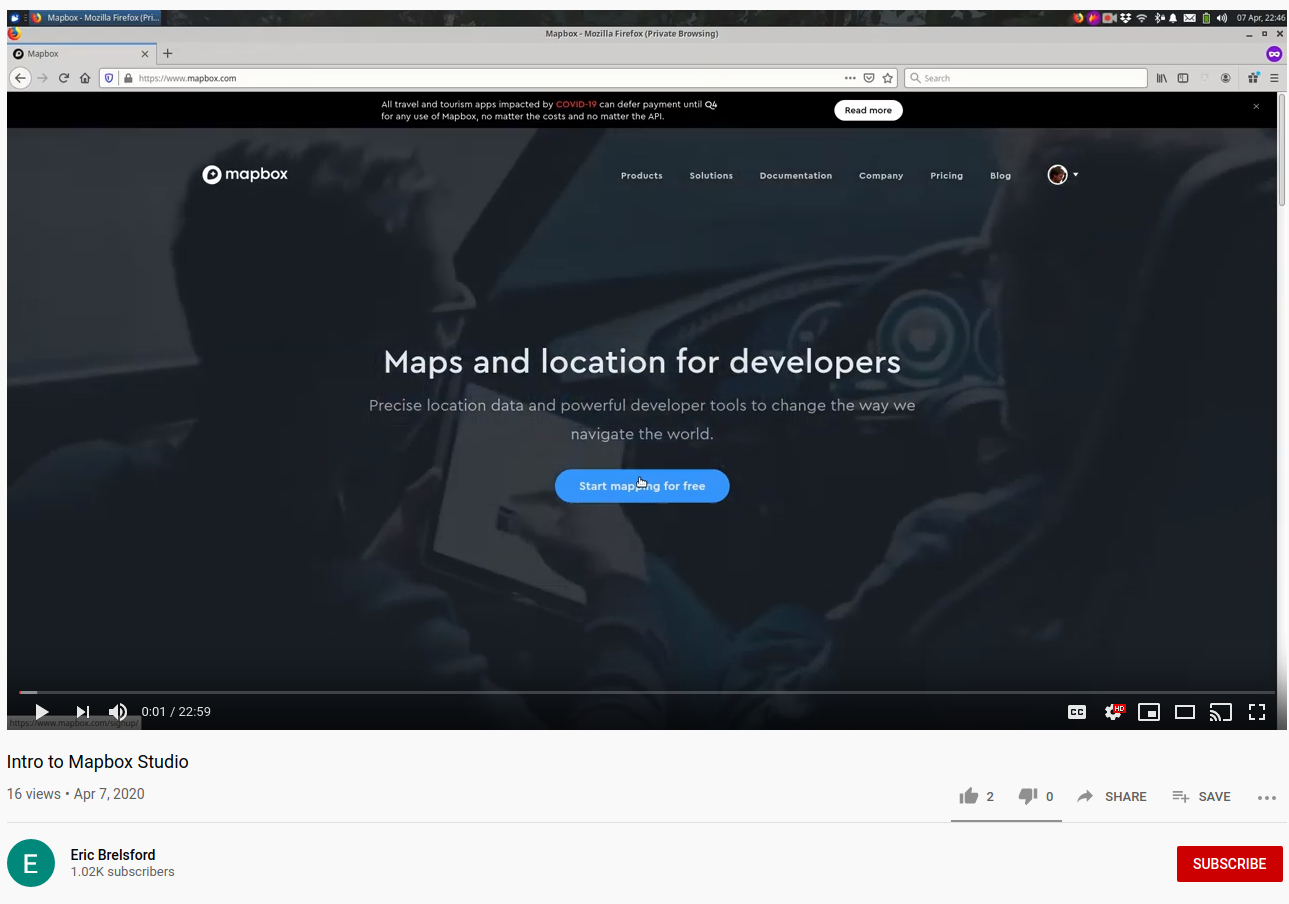 Mapbox - Mozilla Firefox (Pri...
07 Apr, 22:46
Mapbox - Mozilla Firefox (Private Browsing)
Mapbox
https://www.mapbox.com
Search
All travel and tourism apps impacted by COVID-19 can defer payment until Q4
for any use of Mapbox, no matter the costs and no matter the API.
Read more
mapbox
Products
Solutions
Documentation
Company
Pricing
Blog
Maps and location for developers
Precise location data and powerful developer tools to change the way we
navigate the world.
Start mapping for free
0:01 / 22:59
CC
HD
https://www.mapbox.com/signup/
Intro to Mapbox Studio
16 views • Apr 7, 2020
2
0
SHARE
SAVE
E
Eric Brelsford
1.02K subscribers
SUBSCRIBE